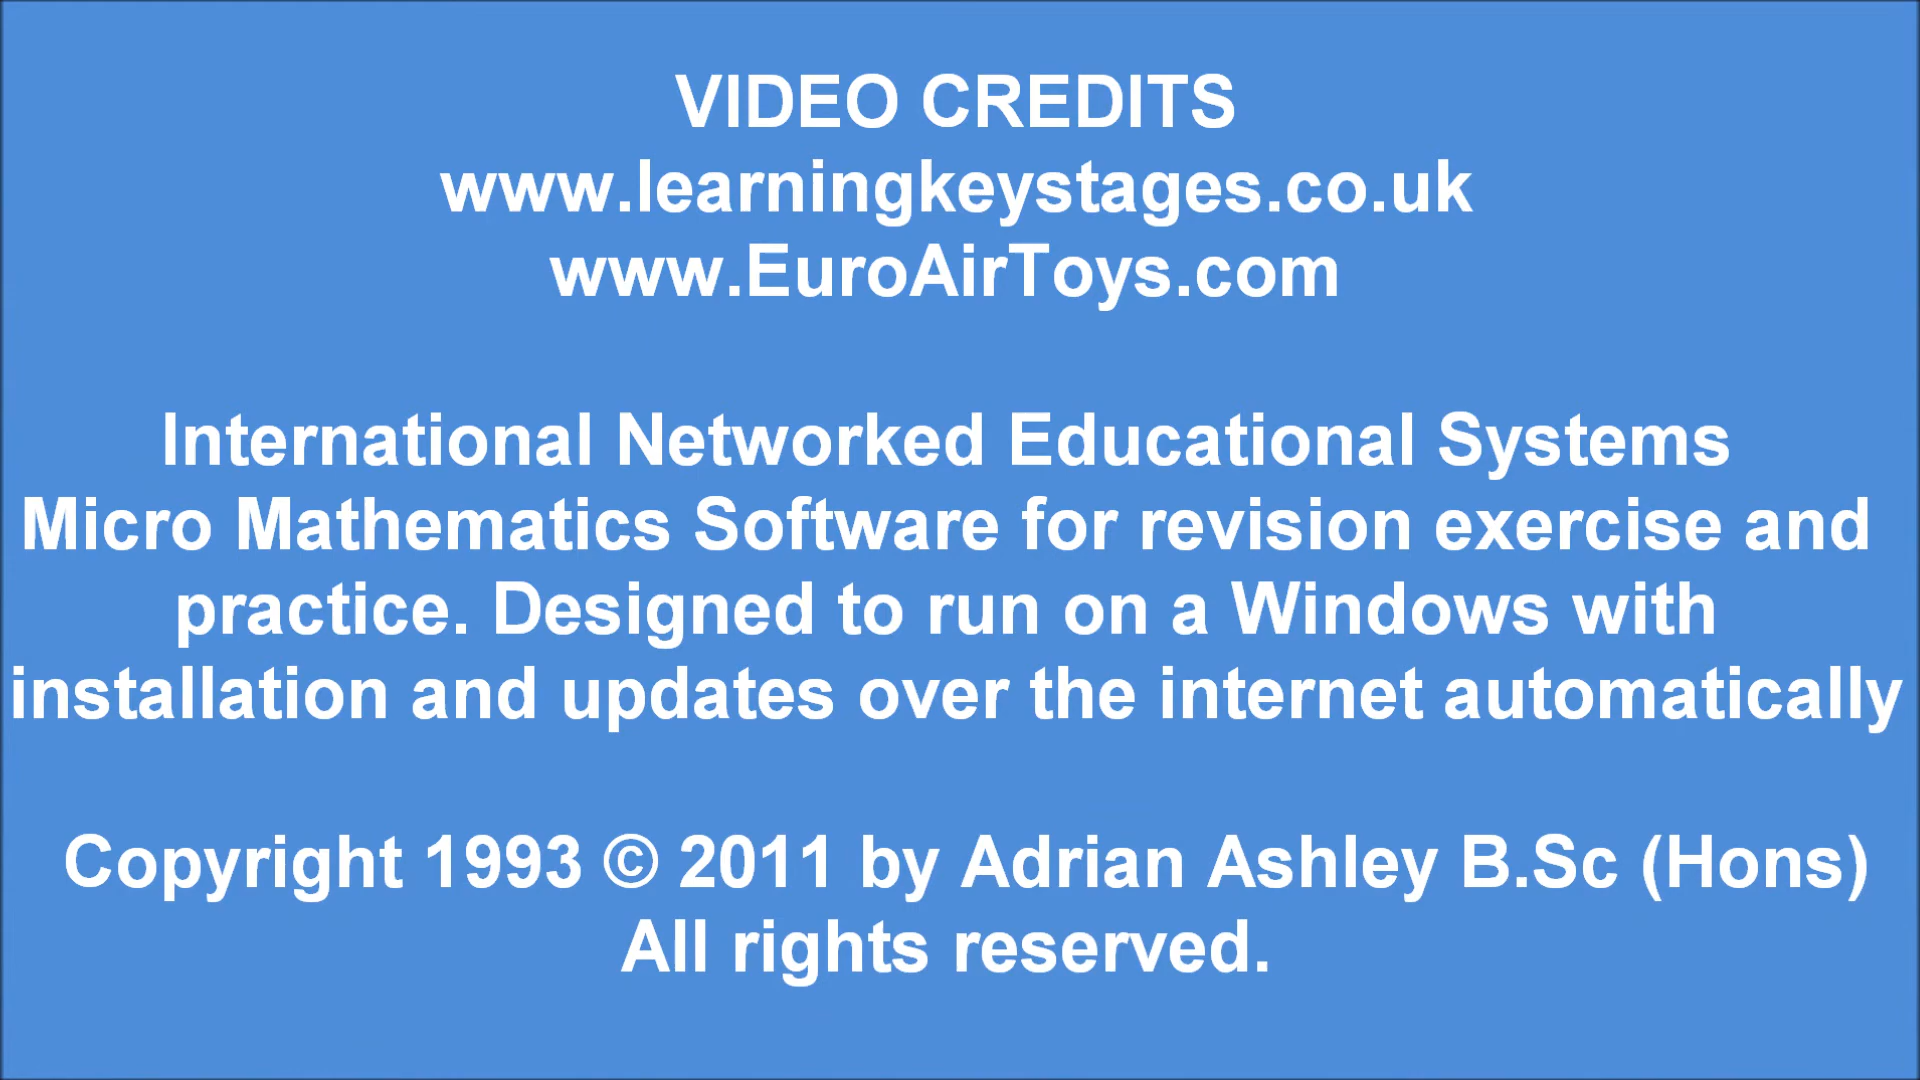 VIDEO CREDITS
www.learningkeystages.co.uk
www.EuroAirToys.com
International Networked Educational Systems
Micro Mathematics Software for revision exercise and
practice. Designed to run on a Windows with
installation and updates over the internet automatically
Copyright 1993 © 2011 by Adrian Ashley B.Sc (Hons)
All rights reserved.